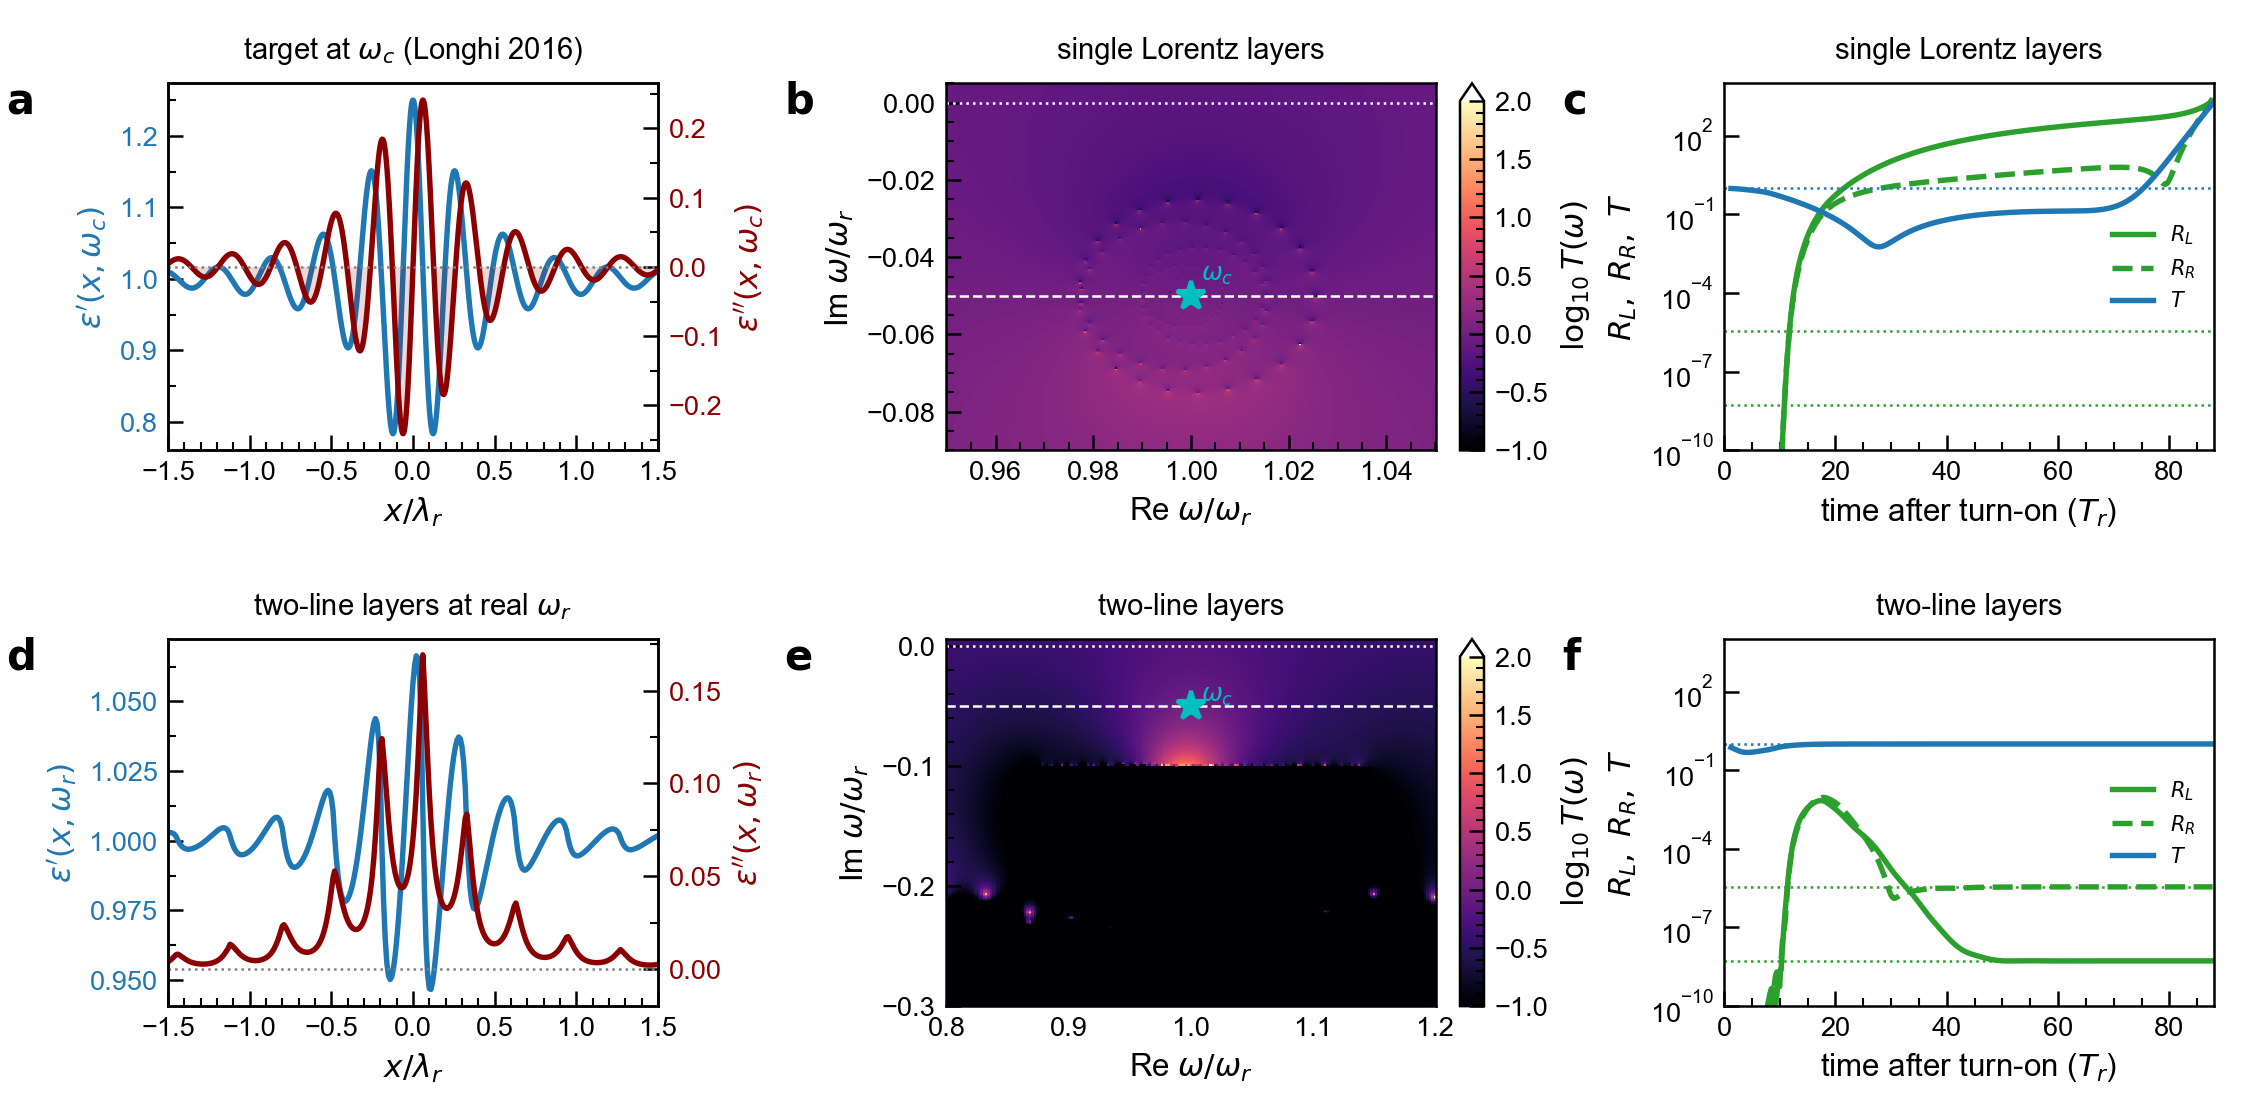 target at ω_c (Longhi 2016)
a
1.2
1.1
1.0
0.9
0.8
ε′(x, ω_c)
0.2
0.1
0.0
−0.1
−0.2
ε″(x, ω_c)
−1.5 −1.0 −0.5 0.0 0.5 1.0 1.5
x/λ_r
single Lorentz layers
b
0.00
−0.02
−0.04
−0.06
−0.08
Im ω/ω_r
ω_c
0.96 0.98 1.00 1.02 1.04
Re ω/ω_r
2.0
1.5
1.0
0.5
0.0
−0.5
−1.0
log₁₀ T(ω)
single Lorentz layers
c
10²
10⁻¹
10⁻⁴
10⁻⁷
10⁻¹⁰
R_L, R_R, T
R_L
R_R
T
0 20 40 60 80
time after turn-on (T_r)
two-line layers at real ω_r
d
1.050
1.025
1.000
0.975
0.950
ε′(x, ω_r)
0.15
0.10
0.05
0.00
ε″(x, ω_r)
−1.5 −1.0 −0.5 0.0 0.5 1.0 1.5
x/λ_r
two-line layers
e
0.0
−0.1
−0.2
−0.3
Im ω/ω_r
ω_c
0.8 0.9 1.0 1.1 1.2
Re ω/ω_r
2.0
1.5
1.0
0.5
0.0
−0.5
−1.0
log₁₀ T(ω)
two-line layers
f
10²
10⁻¹
10⁻⁴
10⁻⁷
10⁻¹⁰
R_L, R_R, T
R_L
R_R
T
0 20 40 60 80
time after turn-on (T_r)